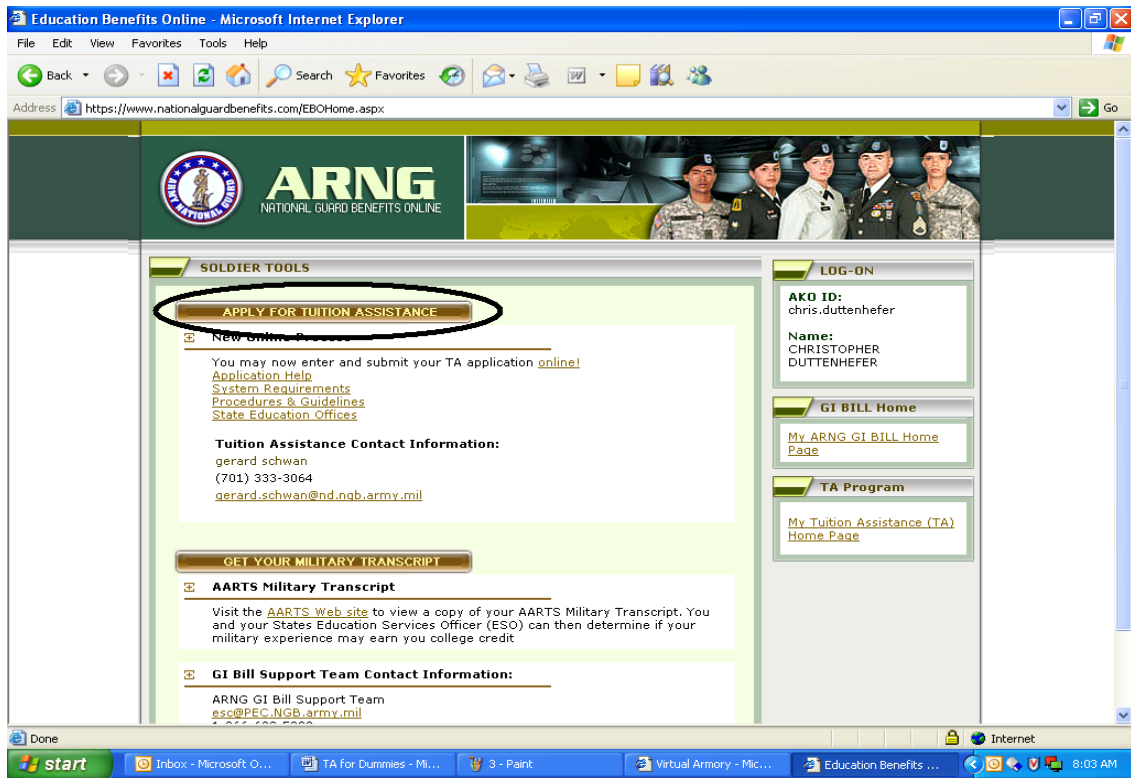 Education Benefits Online - Microsoft Internet Explorer
File Edit View Favorites Tools Help
Back Search Favorites
Address https://www.nationalguardbenefits.com/EBOHome.aspx Go
ARMY NATIONAL GUARD
ARNG
NATIONAL GUARD BENEFITS ONLINE
SOLDIER TOOLS
APPLY FOR TUITION ASSISTANCE
New Online Process
You may now enter and submit your TA application online!
Application Help
System Requirements
Procedures & Guidelines
State Education Offices
Tuition Assistance Contact Information:
gerard schwan
(701) 333-3064
gerard.schwan@nd.ngb.army.mil
GET YOUR MILITARY TRANSCRIPT
AARTS Military Transcript
Visit the AARTS Web site to view a copy of your AARTS Military Transcript. You
and your States Education Services Officer (ESO) can then determine if your
military experience may earn you college credit
GI Bill Support Team Contact Information:
ARNG GI Bill Support Team
esc@PEC.NGB.army.mil
LOG-ON
AKO ID:
chris.duttenhefer
Name:
CHRISTOPHER
DUTTENHEFER
GI BILL Home
My ARNG GI BILL Home
Page
TA Program
My Tuition Assistance (TA)
Home Page
Done Internet
start Inbox - Microsoft O... TA for Dummies - Mi... 3 - Paint Virtual Armory - Mic... Education Benefits ... 8:03 AM